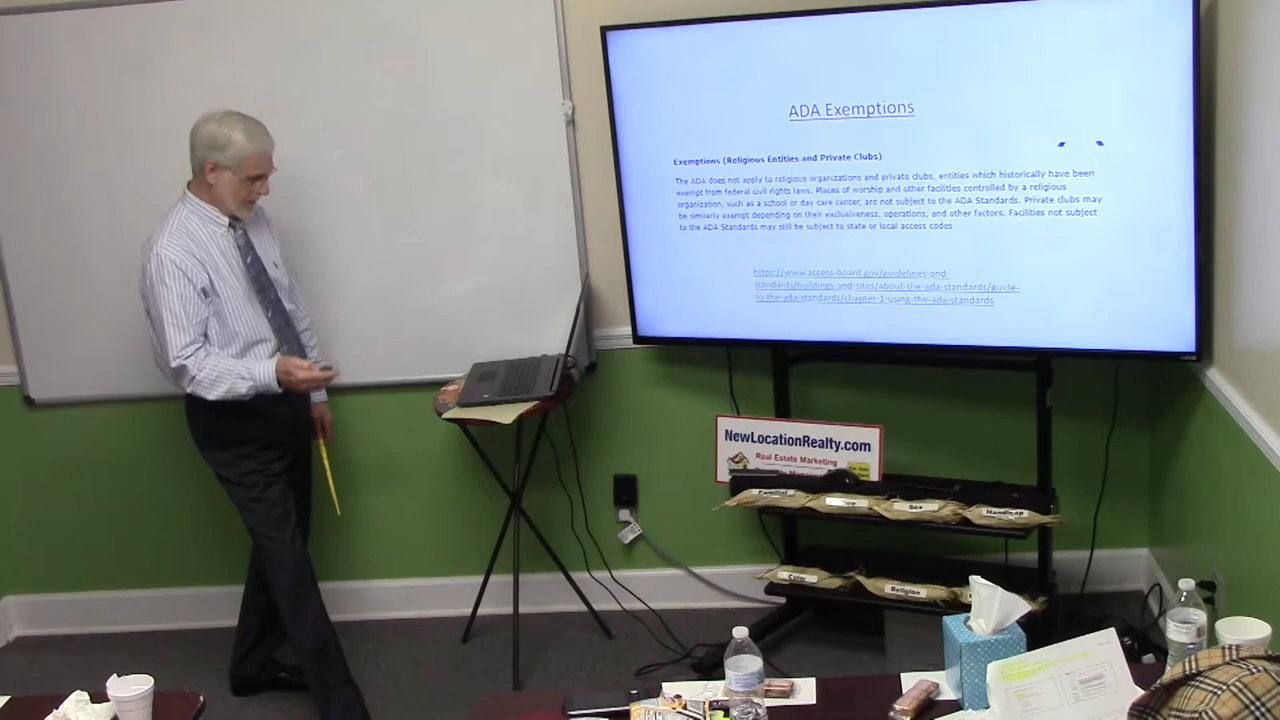 ADA Exemptions
Exemptions (Religious Entities and Private Clubs)
The ADA does not apply to religious organizations and private clubs, entities which historically have been
exempt from federal civil rights laws. Places of worship and other facilities controlled by a religious
organization, such as a school or day care center, are not subject to the ADA Standards. Private clubs may
be similarly exempt depending on their exclusiveness, operations, and other factors. Facilities not subject
to the ADA Standards may still be subject to state or local access codes.
https://www.access-board.gov/guidelines-and-
standards/buildings-and-sites/about-the-ada-standards/guide-
to-the-ada-standards/chapter-1-using-the-ada-standards
NewLocationRealty.com
Real Estate Marketing
Familial
Sex
Handicap
Color
Religion